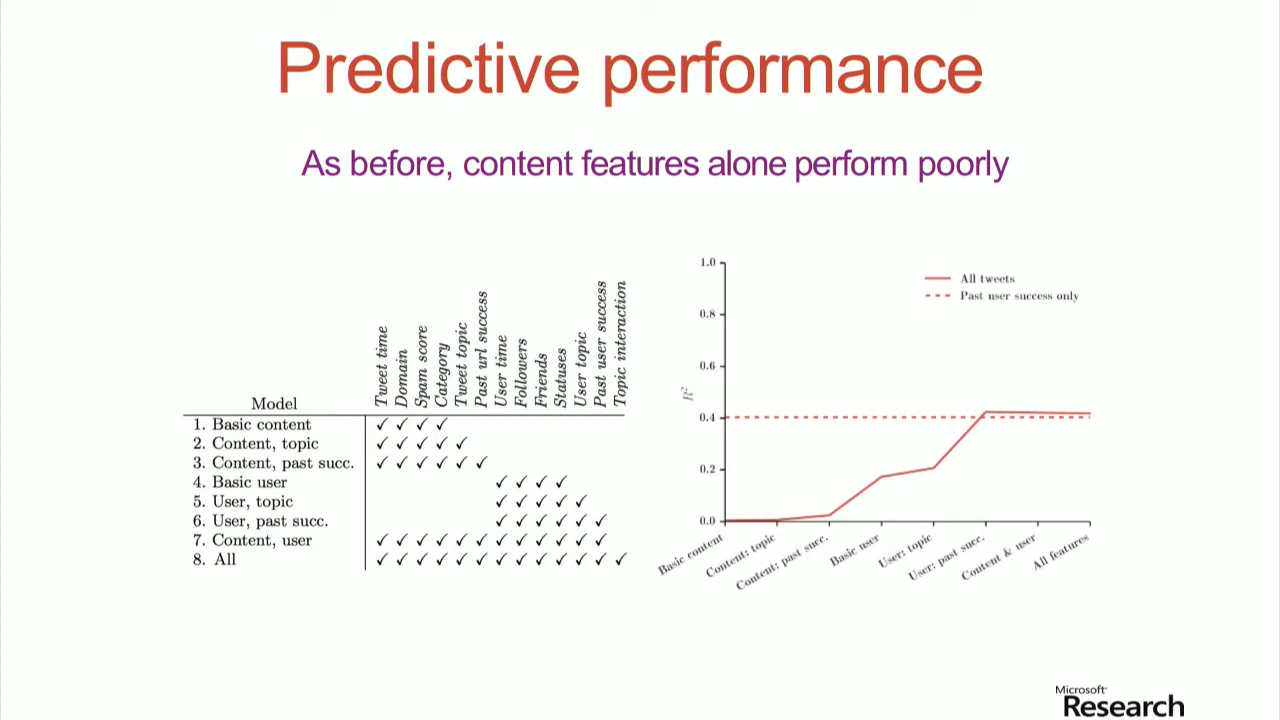 Predictive performance
As before, content features alone perform poorly
Model
Tweet time
Domain
Spam score
Category
Tweet topic
Past url success
User time
Followers
Friends
Statuses
User topic
Past user success
Topic interaction
1. Basic content ✓ ✓ ✓ ✓
2. Content, topic ✓ ✓ ✓ ✓ ✓
3. Content, past succ. ✓ ✓ ✓ ✓ ✓ ✓
4. Basic user ✓ ✓ ✓ ✓
5. User, topic ✓ ✓ ✓ ✓ ✓
6. User, past succ. ✓ ✓ ✓ ✓ ✓ ✓
7. Content, user ✓ ✓ ✓ ✓ ✓ ✓ ✓ ✓ ✓ ✓ ✓ ✓
8. All ✓ ✓ ✓ ✓ ✓ ✓ ✓ ✓ ✓ ✓ ✓ ✓ ✓
All tweets
Past user success only
R²
1.0
0.8
0.6
0.4
0.2
0.0
Basic content
Content: topic
Content: past succ.
Basic user
User: topic
User: past succ.
Content & user
All features
Microsoft
Research